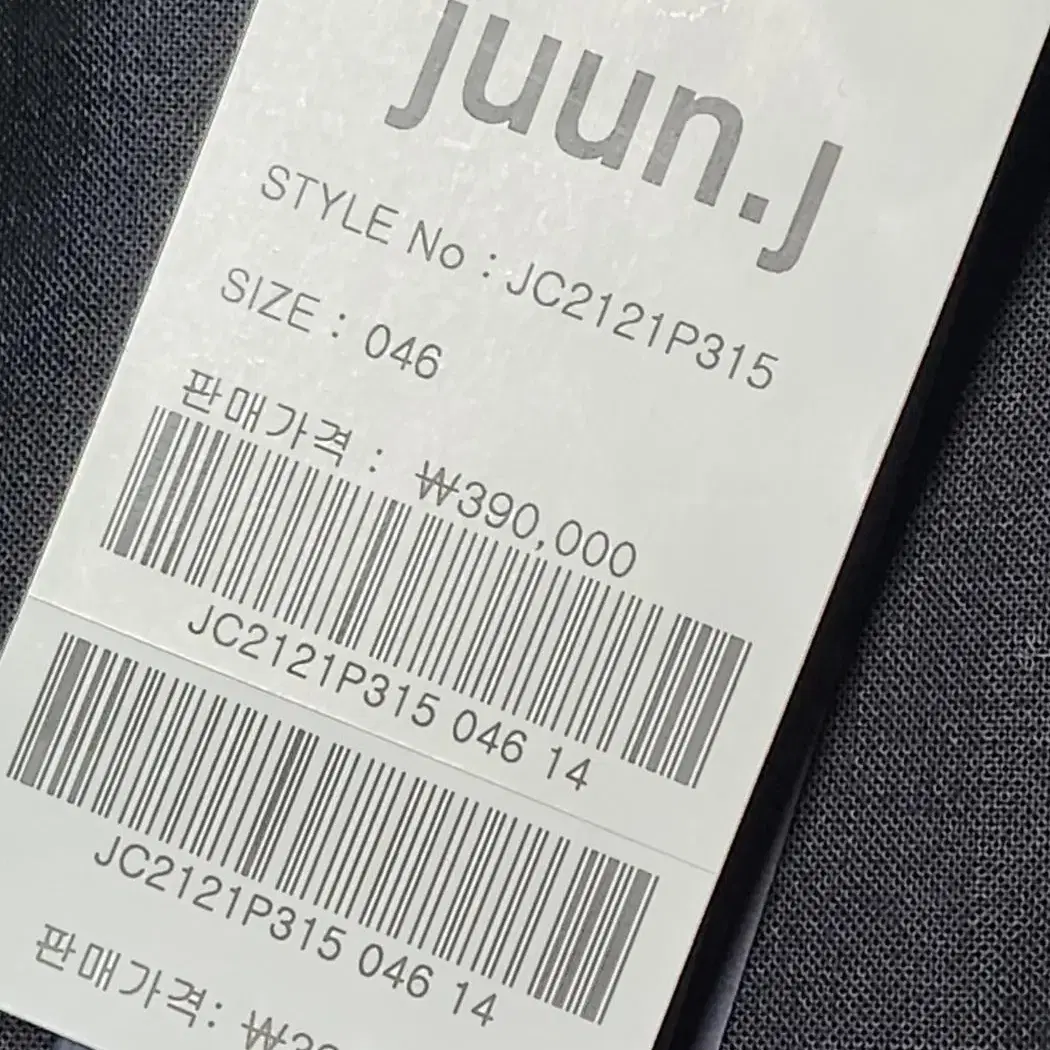 juun.j
STYLE No : JC2121P315
SIZE : 046
판매가격 : ₩390,000
JC2121P315 046 14
JC2121P315 046 14
판매가격: ₩39